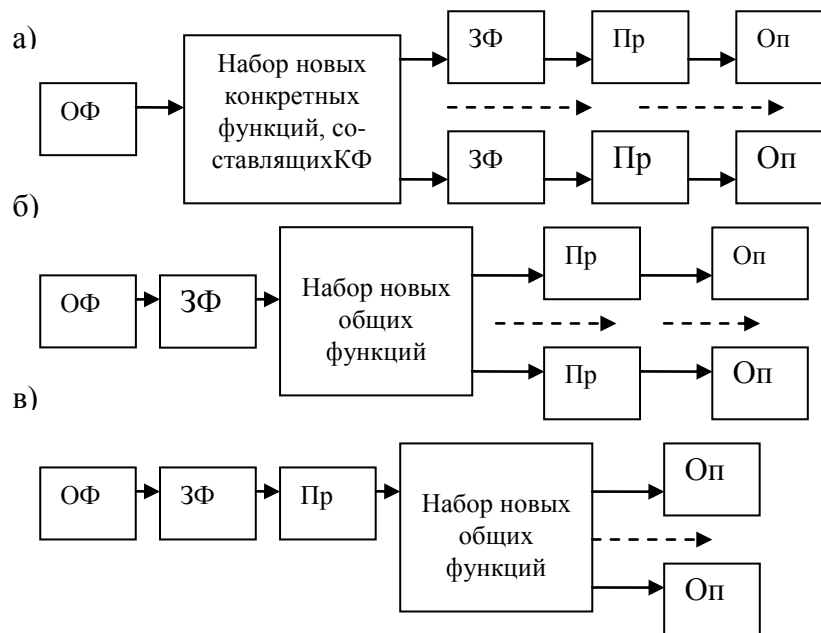 а)
ОФ
Набор новых
конкретных
функций, со-
ставлящихКФ
ЗФ
Пр
Оп
ЗФ
Пр
Оп
б)
ОФ
ЗФ
Набор новых
общих
функций
Пр
Оп
Пр
Оп
в)
ОФ
ЗФ
Пр
Набор новых
общих
функций
Оп
Оп